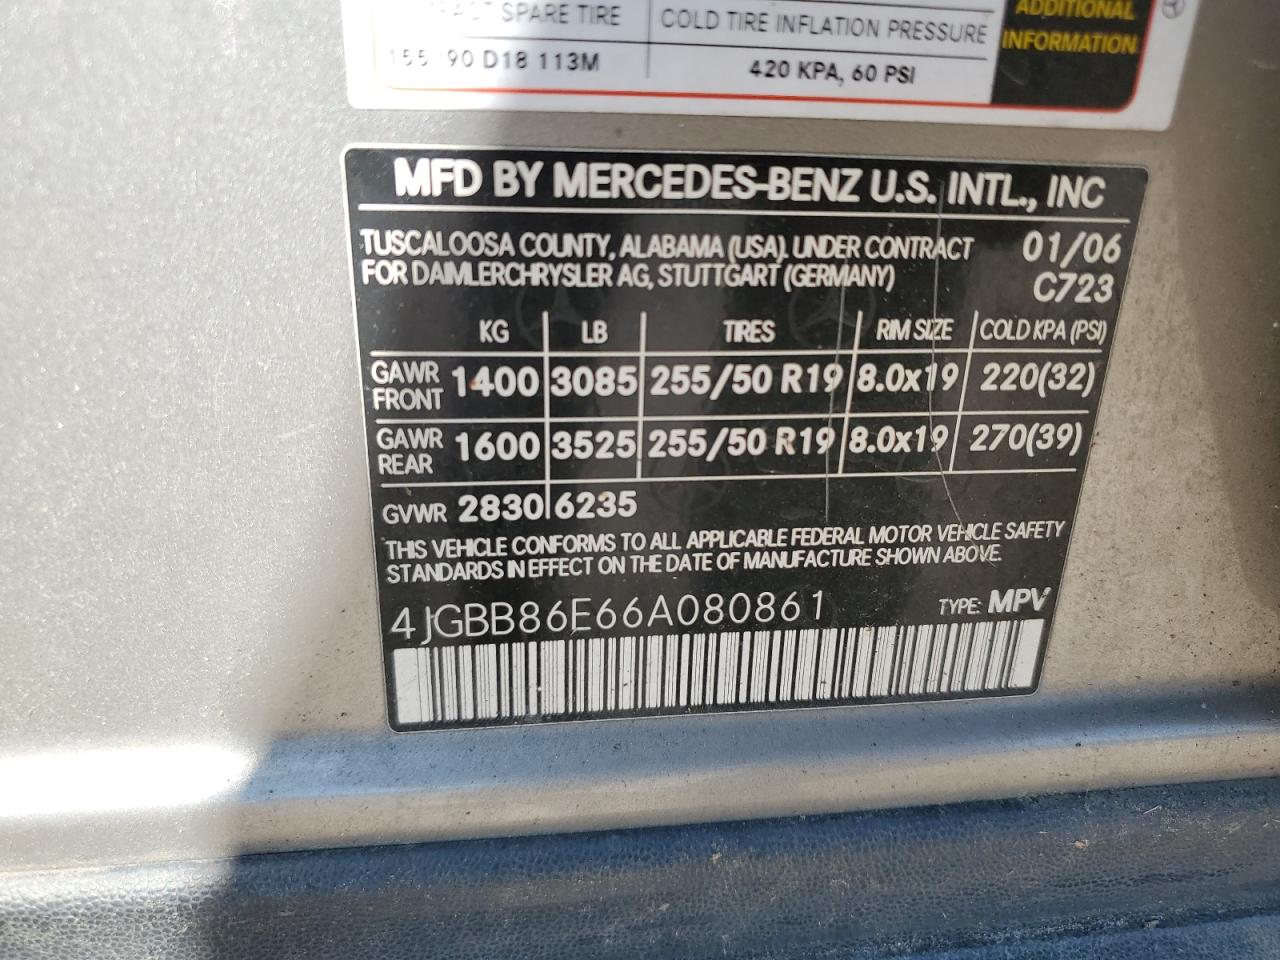 SPARE TIRE COLD TIRE INFLATION PRESSURE
D18 113M 420 KPA, 60 PSI
ADDITIONAL
INFORMATION
MFD BY MERCEDES-BENZ U.S. INTL., INC
TUSCALOOSA COUNTY, ALABAMA (USA). UNDER CONTRACT 01/06
FOR DAIMLERCHRYSLER AG, STUTTGART (GERMANY) C723
KG LB TIRES RIM SIZE COLD KPA (PSI)
GAWR FRONT 1400 3085 255/50 R19 8.0x19 220(32)
GAWR REAR 1600 3525 255/50 R19 8.0x19 270(39)
GVWR 2830 6235
THIS VEHICLE CONFORMS TO ALL APPLICABLE FEDERAL MOTOR VEHICLE SAFETY
STANDARDS IN EFFECT ON THE DATE OF MANUFACTURE SHOWN ABOVE.
4JGBB86E66A080861 TYPE: MPV